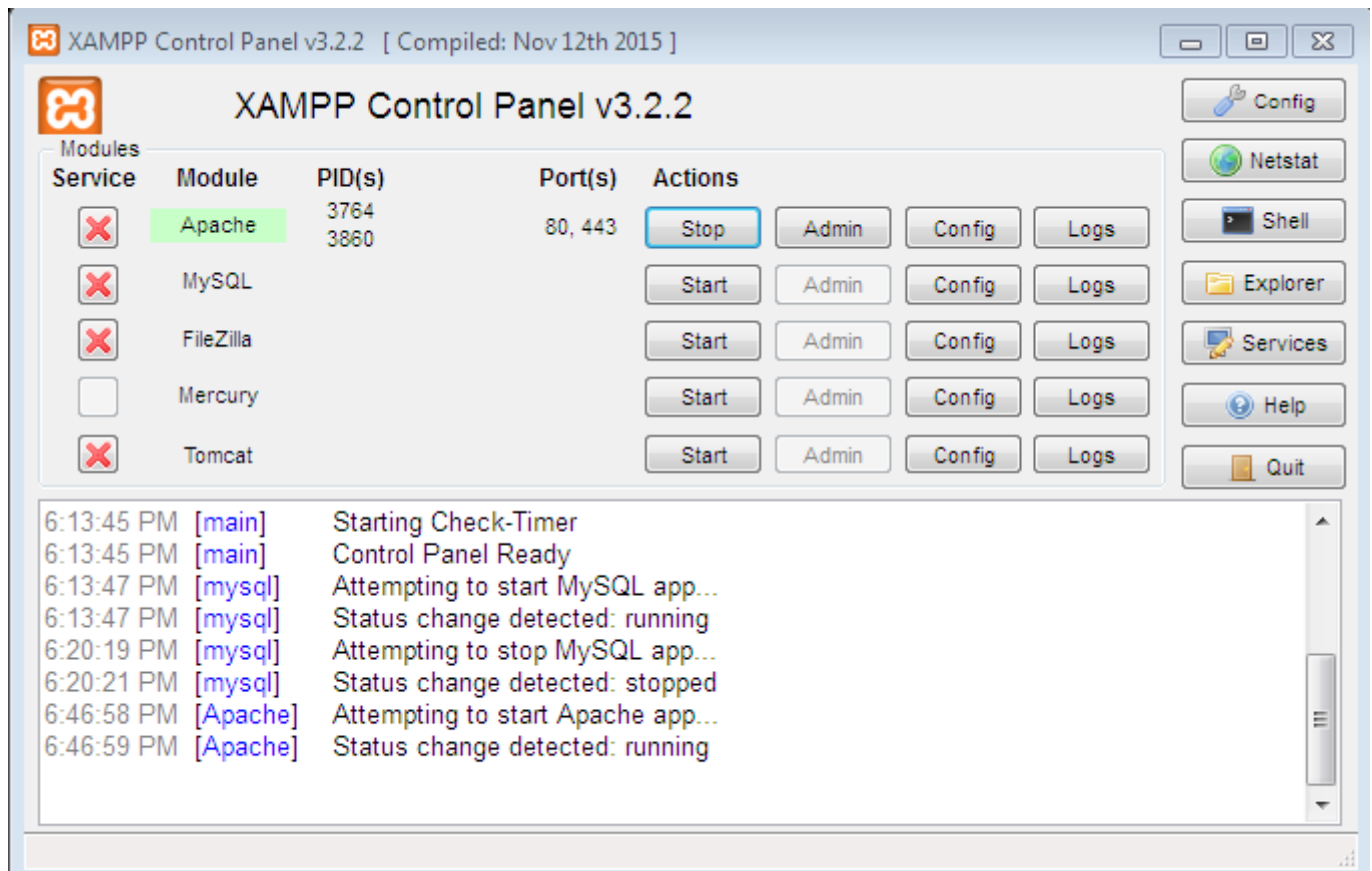 XAMPP Control Panel v3.2.2 [ Compiled: Nov 12th 2015 ]
XAMPP Control Panel v3.2.2
Config
Modules
Netstat
Service Module PID(s) Port(s) Actions
Apache 3764 3860 80, 443 Stop Admin Config Logs
Shell
MySQL Start Admin Config Logs
Explorer
FileZilla Start Admin Config Logs
Services
Mercury Start Admin Config Logs
Help
Tomcat Start Admin Config Logs
Quit
6:13:45 PM [main] Starting Check-Timer
6:13:45 PM [main] Control Panel Ready
6:13:47 PM [mysql] Attempting to start MySQL app...
6:13:47 PM [mysql] Status change detected: running
6:20:19 PM [mysql] Attempting to stop MySQL app...
6:20:21 PM [mysql] Status change detected: stopped
6:46:58 PM [Apache] Attempting to start Apache app...
6:46:59 PM [Apache] Status change detected: running